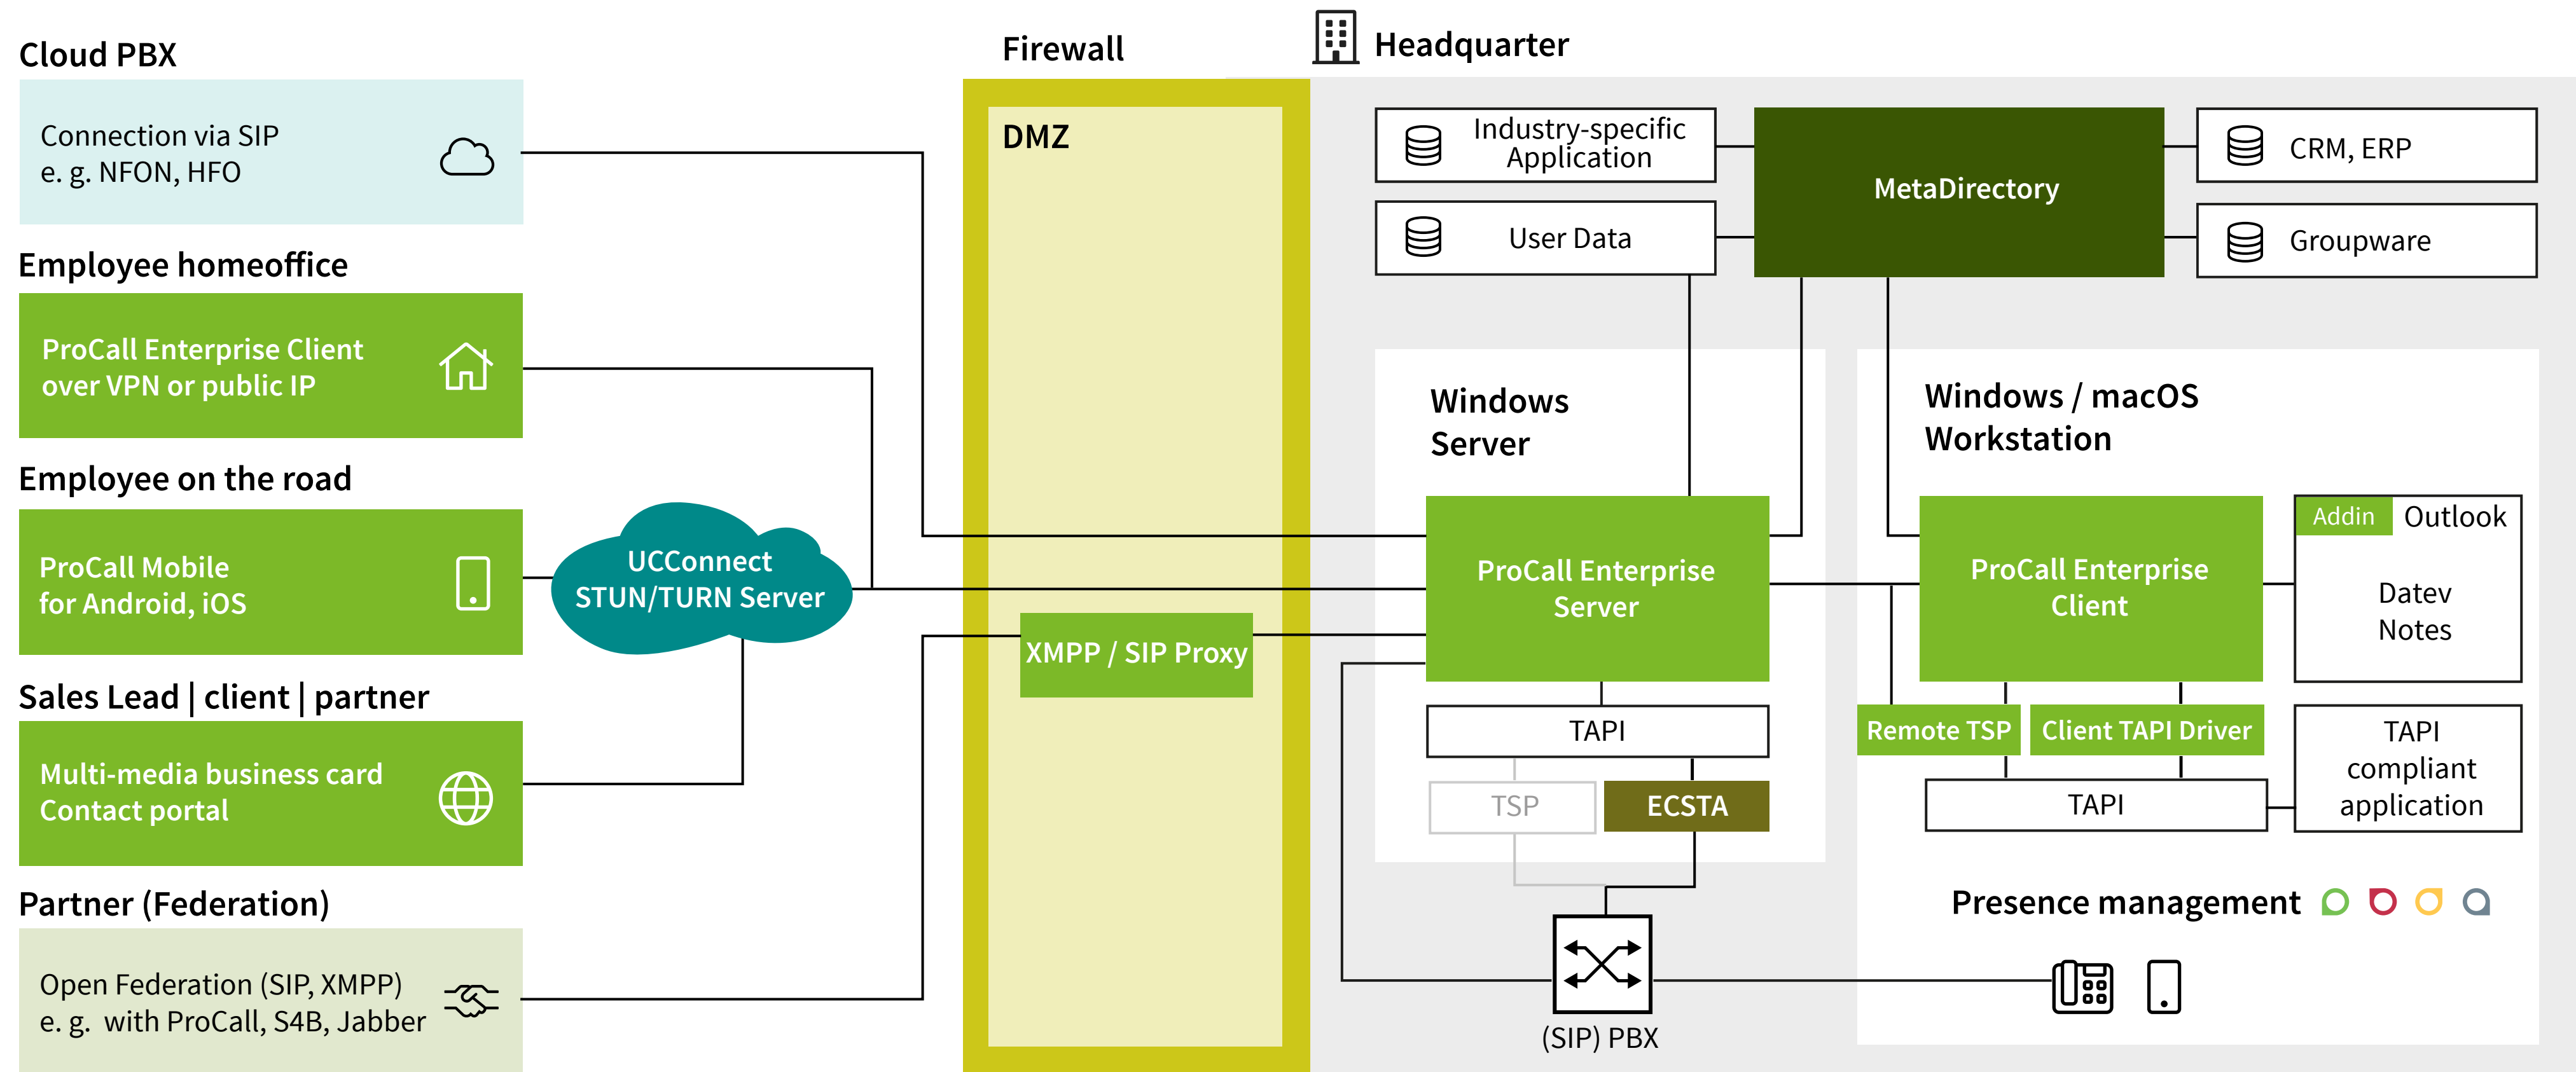 Cloud PBX
Connection via SIP
e. g. NFON, HFO
Employee homeoffice
ProCall Enterprise Client
over VPN or public IP
Employee on the road
ProCall Mobile
for Android, iOS
UCConnect
STUN/TURN Server
Sales Lead | client | partner
Multi-media business card
Contact portal
Partner (Federation)
Open Federation (SIP, XMPP)
e. g.  with ProCall, S4B, Jabber
Firewall
DMZ
XMPP / SIP Proxy
Headquarter
Industry-specific
Application
User Data
MetaDirectory
CRM, ERP
Groupware
Windows
Server
ProCall Enterprise
Server
TAPI
TSP
ECSTA
(SIP) PBX
Windows / macOS
Workstation
ProCall Enterprise
Client
Addin
Outlook
Datev
Notes
Remote TSP
Client TAPI Driver
TAPI
TAPI
compliant
application
Presence management